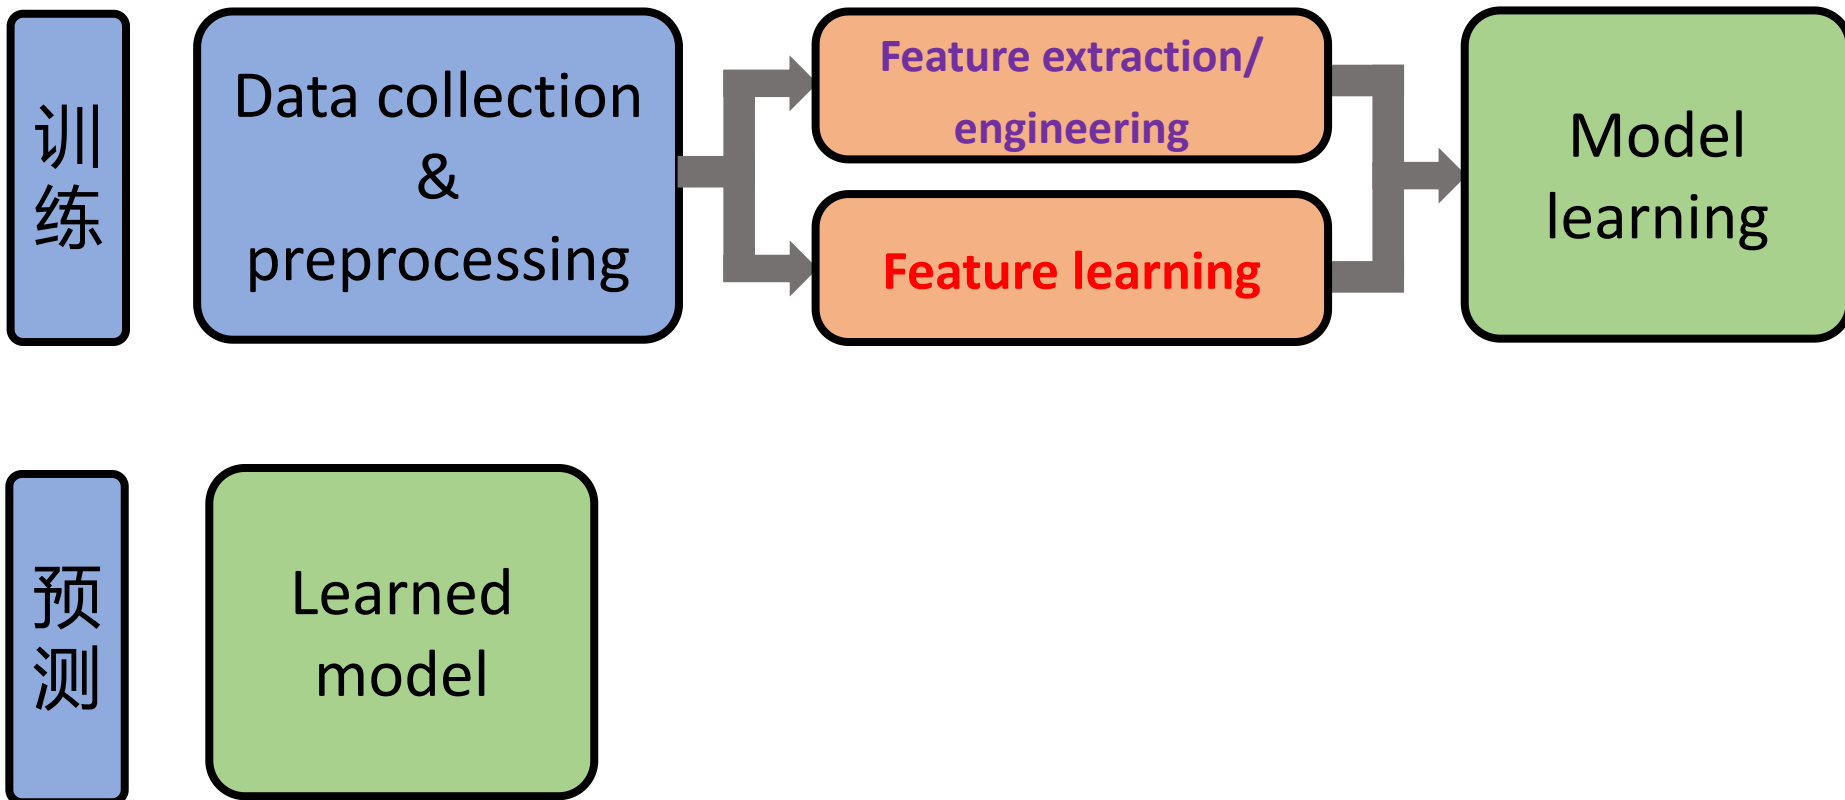 训
练
Data collection
&
preprocessing
Feature extraction/
engineering
Feature learning
Model
learning
预
测
Learned
model